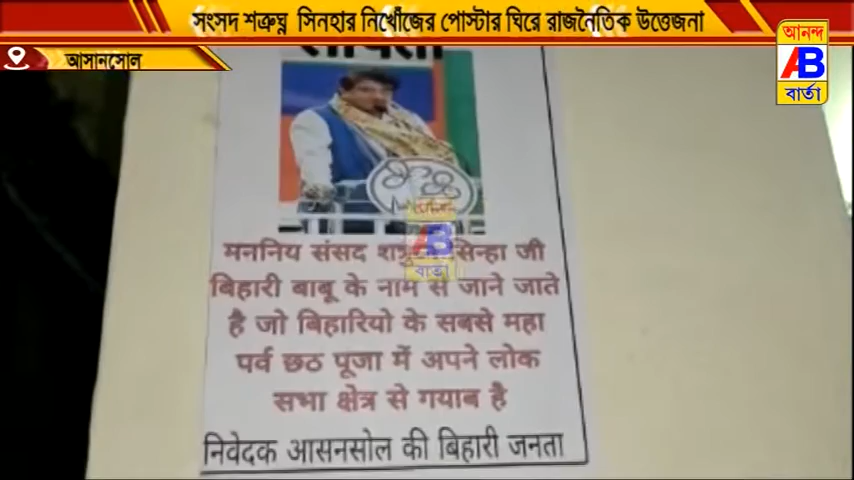 সংসদ শত্রুঘ্ন সিনহার নিখোঁজের পোস্টার ঘিরে রাজনৈতিক উত্তেজনা
আনন্দ
AB
বার্তা
আসানসোল
मननिय संसद सिन्हा जी
बिहारी बाबू के नाम से जाने जाते
है जो बिहारियो के सबसे महा
पर्व छठ पूजा में अपने लोक
सभा क्षेत्र से गयाब है
निवेदक आसनसोल की बिहारी जनता
AB
বার্তা